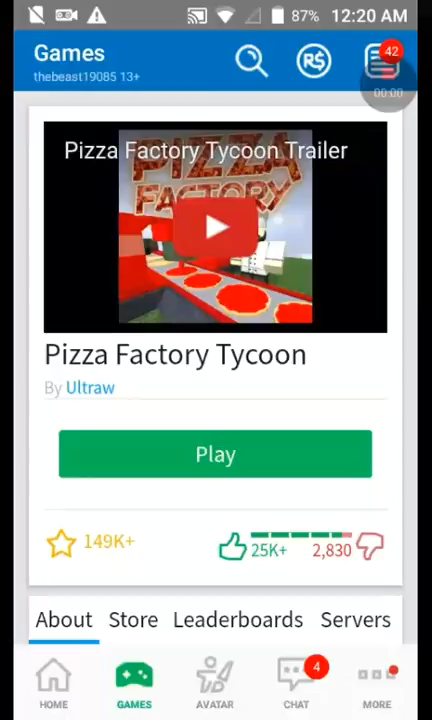 87% 12:20 AM
Games
thebeast19085 13+
R$
42
00:00
Pizza Factory Tycoon Trailer
PIZZA
FACTORY
Pizza Factory Tycoon
By Ultraw
Play
149K+
25K+ 2,830
About Store Leaderboards Servers
4
HOME GAMES AVATAR CHAT MORE